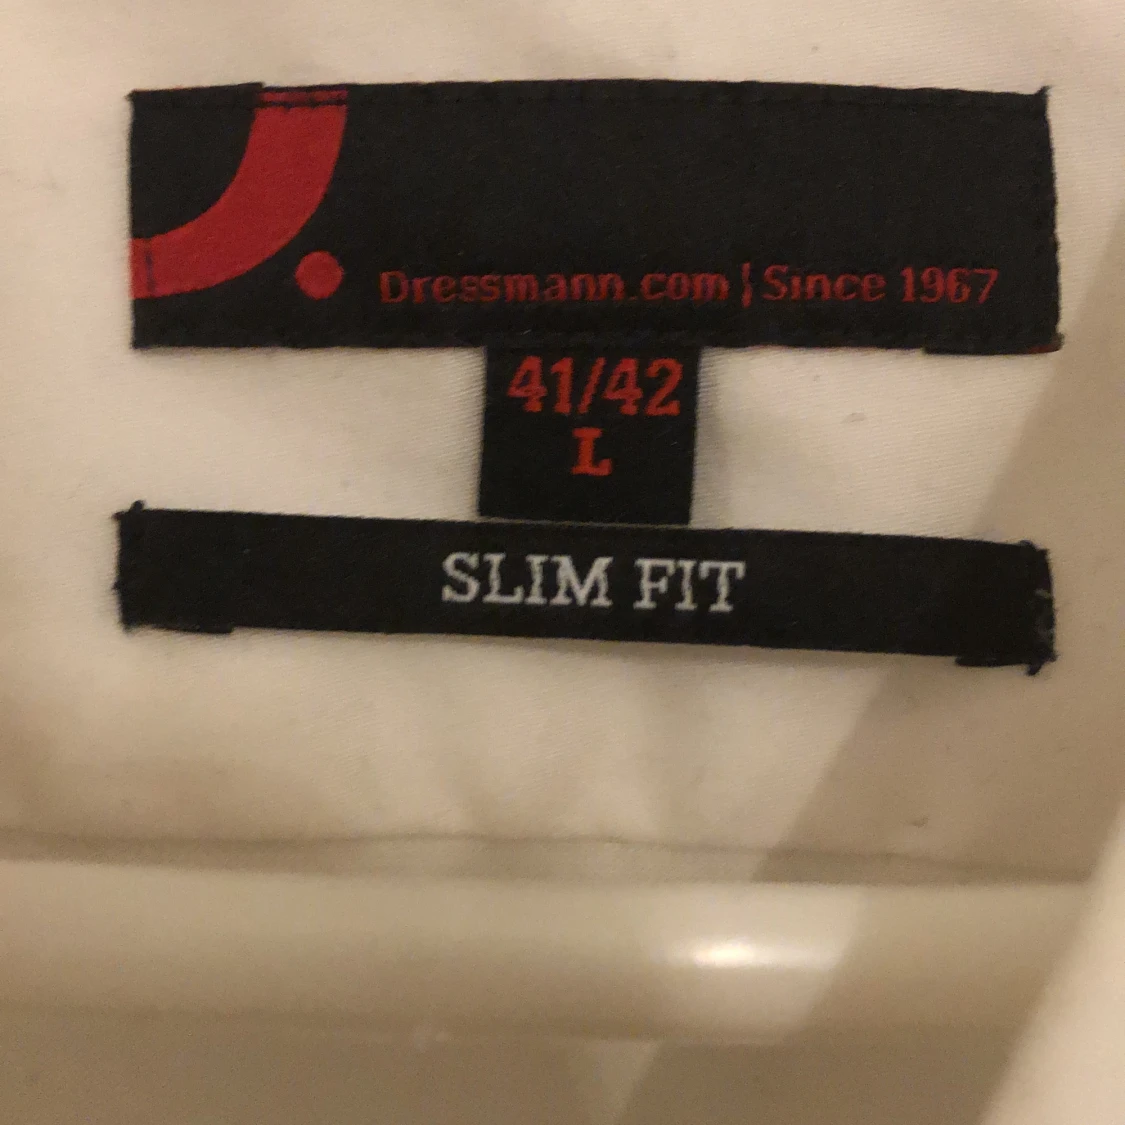 Dressmann.com | Since 1967
41/42
L
SLIM FIT